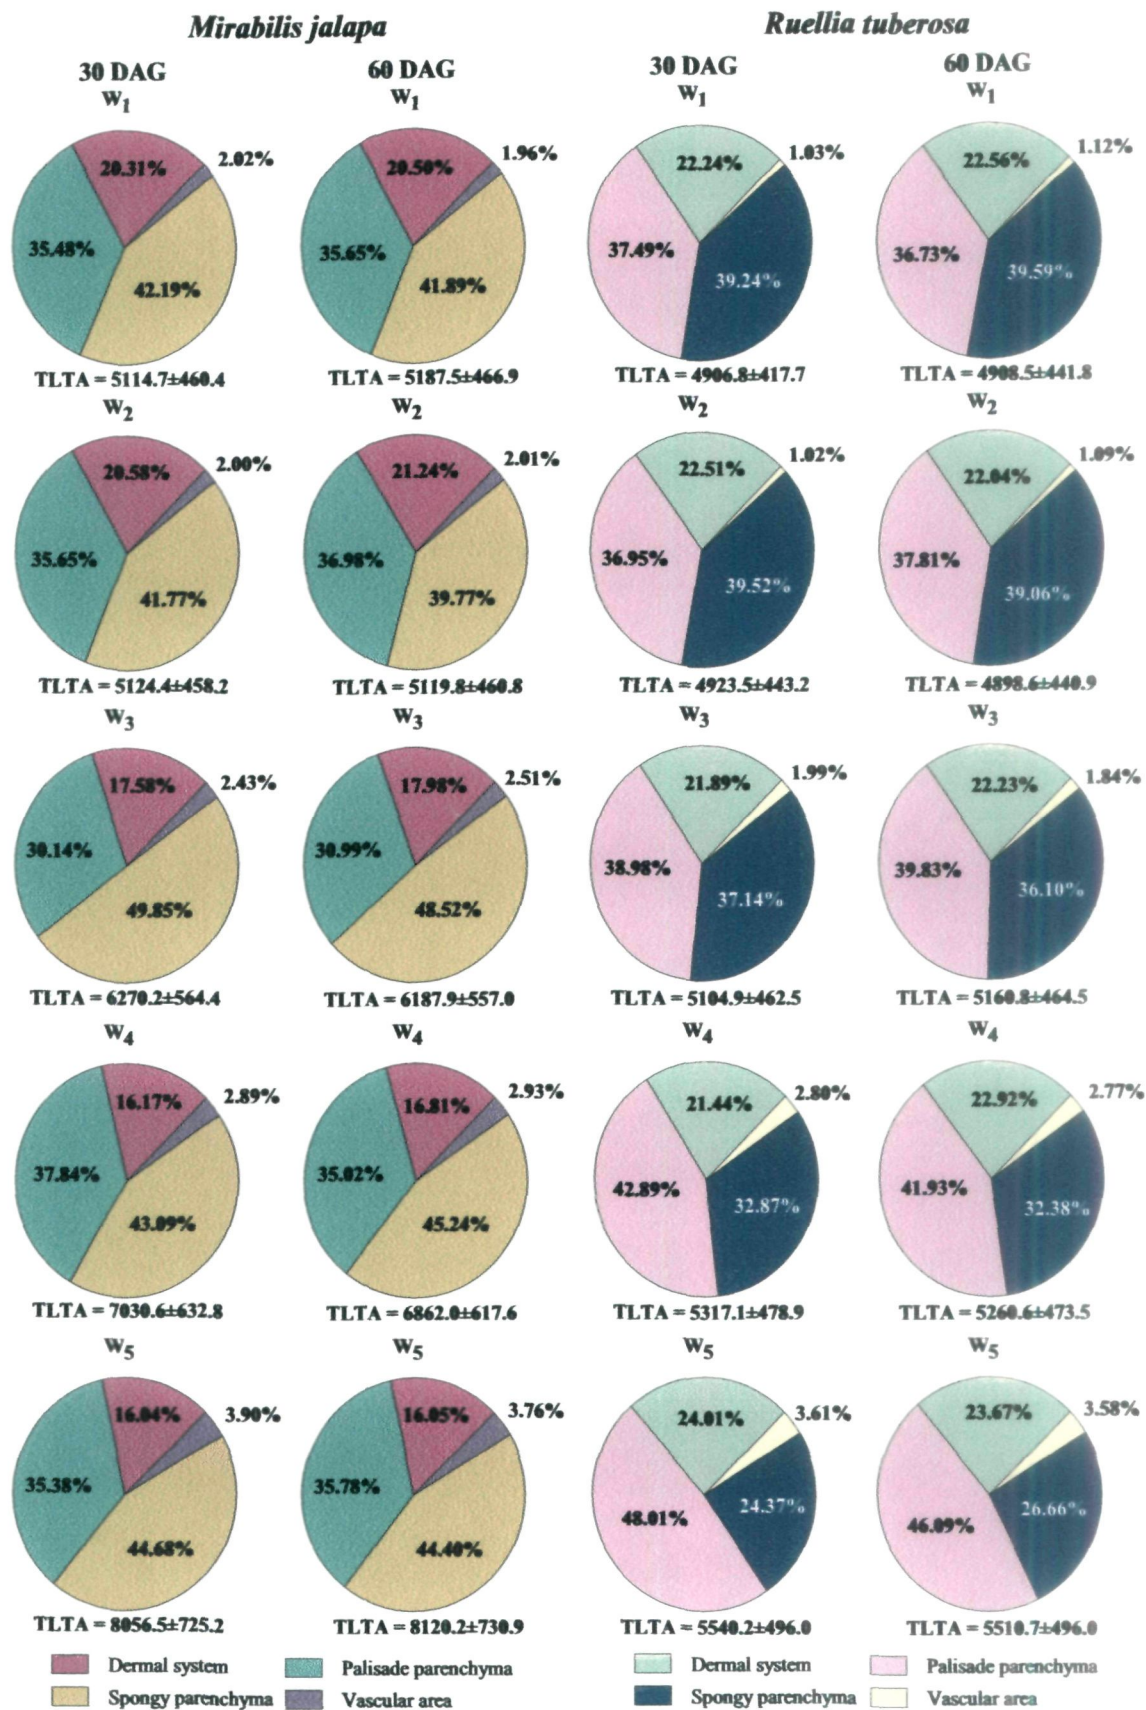 Mirabilis jalapa Ruellia tuberosa
30 DAG 60 DAG 30 DAG 60 DAG
W1 W1 W1 W1
20.31% 2.02% 20.50% 1.96% 22.24% 1.03% 22.56% 1.12%
35.48% 35.65% 37.49% 36.73%
42.19% 41.89% 39.24% 39.59%
TLTA = 5114.7±460.4 TLTA = 5187.5±466.9 TLTA = 4906.8±417.7 TLTA = 4908.5±441.8
W2 W2 W2 W2
20.58% 2.00% 21.24% 2.01% 22.51% 1.02% 22.04% 1.09%
35.65% 36.98% 36.95% 37.81%
41.77% 39.77% 39.52% 39.06%
TLTA = 5124.4±458.2 TLTA = 5119.8±460.8 TLTA = 4923.5±443.2 TLTA = 4898.6±440.9
W3 W3 W3 W3
17.58% 2.43% 17.98% 2.51% 21.89% 1.99% 22.23% 1.84%
30.14% 30.99% 38.98% 39.83%
49.85% 48.52% 37.14% 36.10%
TLTA = 6270.2±564.4 TLTA = 6187.9±557.0 TLTA = 5104.9±462.5 TLTA = 5160.8±464.5
W4 W4 W4 W4
16.17% 2.89% 16.81% 2.93% 21.44% 2.80% 22.92% 2.77%
37.84% 35.02% 42.89% 41.93%
43.09% 45.24% 32.87% 32.38%
TLTA = 7030.6±632.8 TLTA = 6862.0±617.6 TLTA = 5317.1±478.9 TLTA = 5260.6±473.5
W5 W5 W5 W5
16.04% 3.90% 16.05% 3.76% 24.01% 3.61% 23.67% 3.58%
35.38% 35.78% 48.01% 46.09%
44.68% 44.40% 24.37% 26.66%
TLTA = 8056.5±725.2 TLTA = 8120.2±730.9 TLTA = 5540.2±496.0 TLTA = 5510.7±496.0
Dermal system Palisade parenchyma Dermal system Palisade parenchyma
Spongy parenchyma Vascular area Spongy parenchyma Vascular area